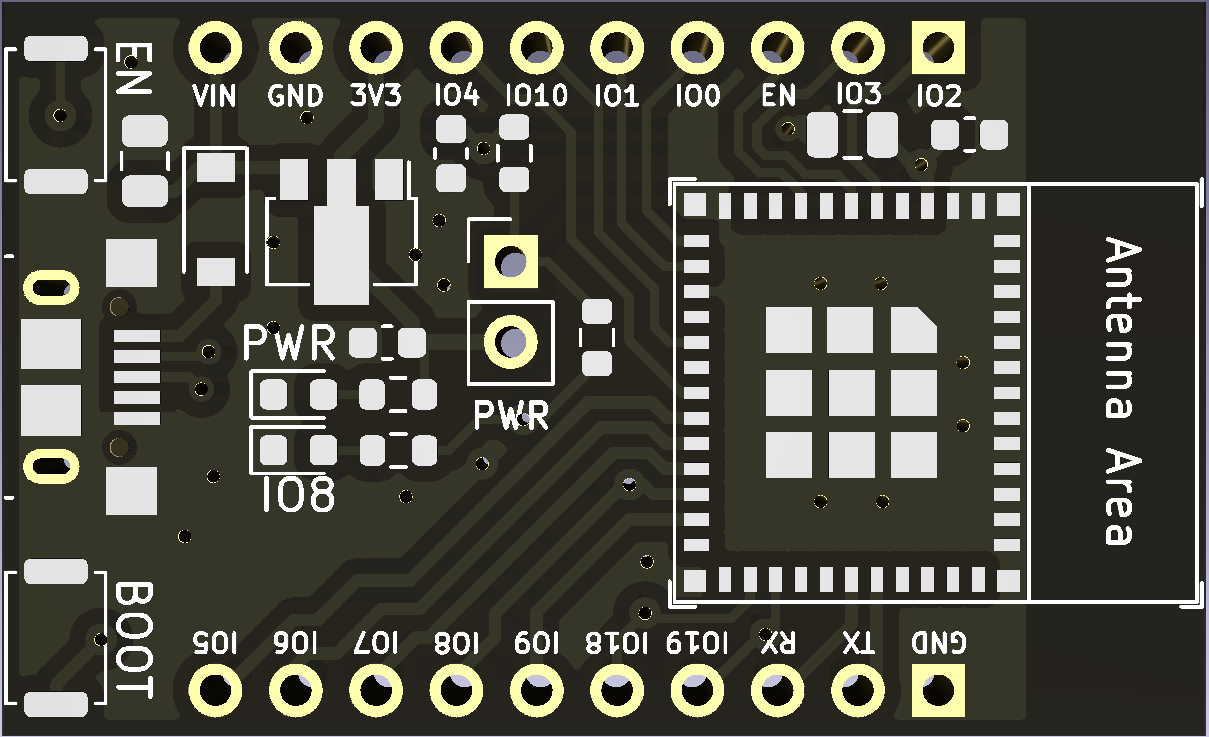 EN
VIN GND 3V3 IO4 IO10 IO1 IO0 EN IO3 IO2
PWR
PWR
IO8
Antenna Area
BOOT
IO5 IO6 IO7 IO8 IO9 IO18 IO19 RX TX GND